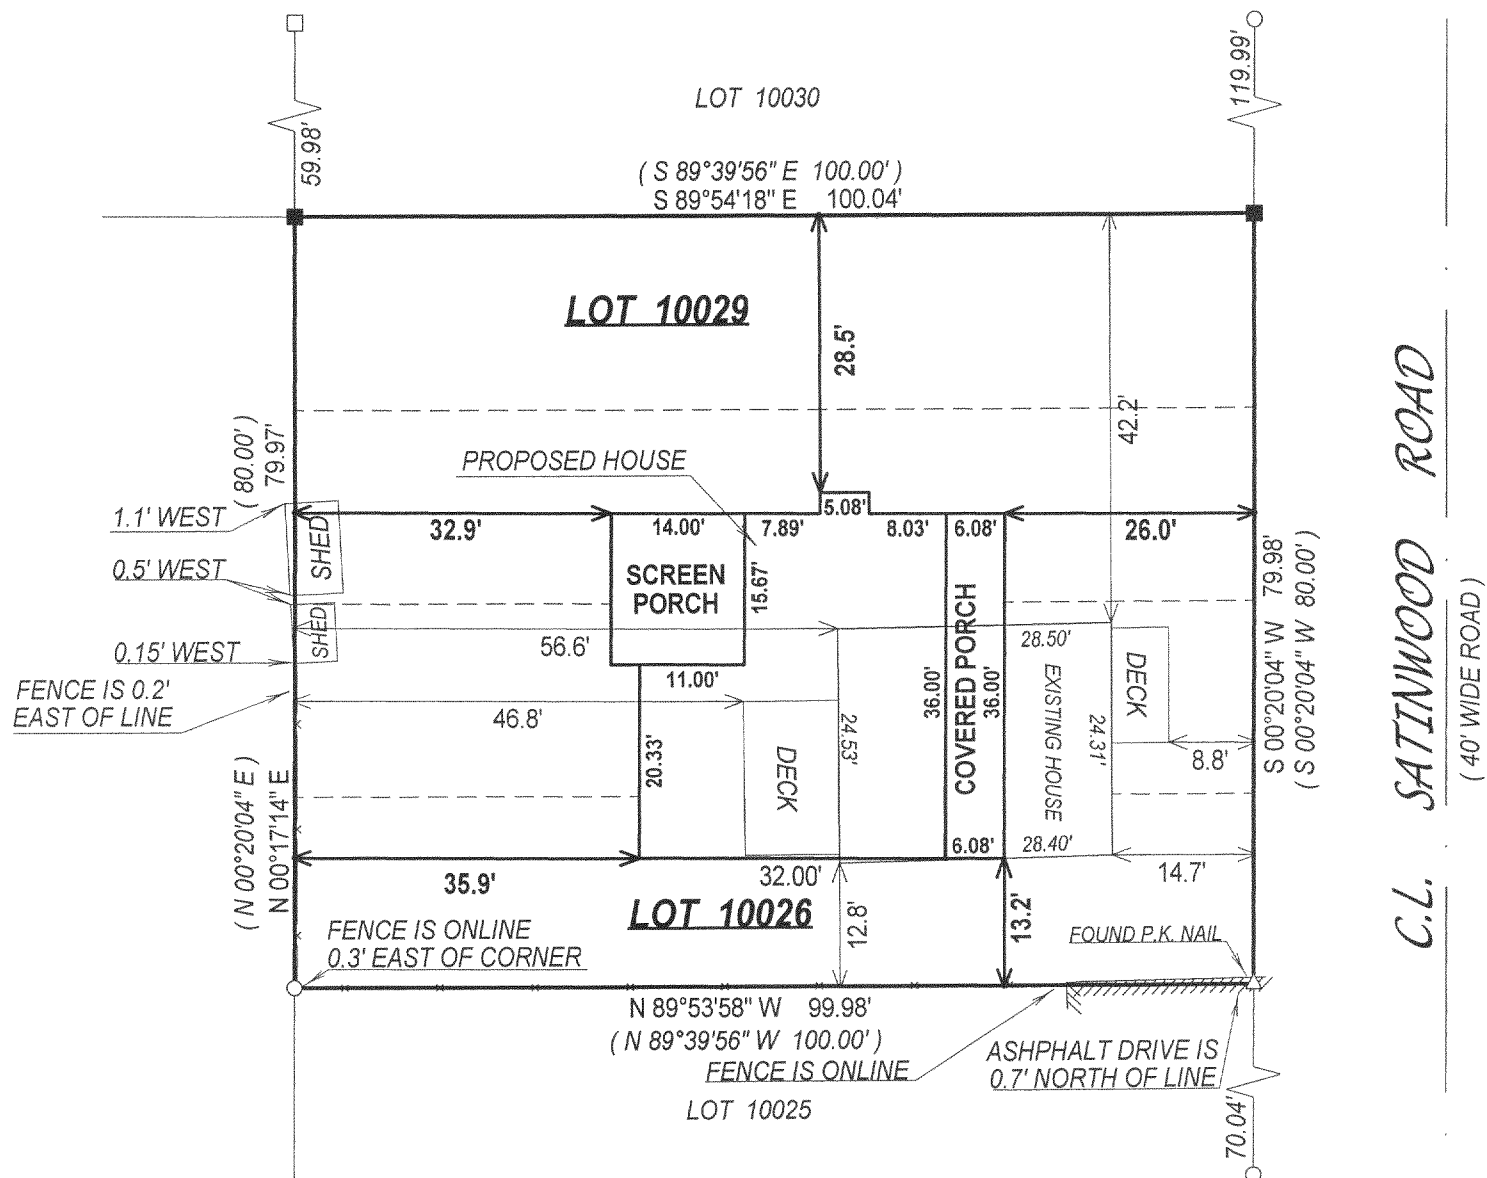 119.99'
LOT 10030
59.98'
( S 89°39'56" E 100.00' )
S 89°54'18" E 100.04'
LOT 10029
28.5'
42.2'
( 80.00' )
79.97'
PROPOSED HOUSE
1.1' WEST
SHED
32.9'
14.00'
7.89'
5.08'
8.03'
6.08'
26.0'
0.5' WEST
SCREEN
PORCH
15.67'
SHED
56.6'
28.50'
0.15' WEST
11.00'
36.00'
COVERED PORCH
36.00'
EXISTING HOUSE
24.31'
DECK
FENCE IS 0.2'
EAST OF LINE
46.8'
24.53'
20.33'
DECK
8.8'
S 00°20'04" W 79.98'
( S 00°20'04" W 80.00' )
C.L. SATINWOOD ROAD
( 40' WIDE ROAD )
( N 00°20'04" E )
N 00°17'14" E
6.08'
28.40'
35.9'
32.00'
14.7'
LOT 10026
12.8'
13.2'
FENCE IS ONLINE
0.3' EAST OF CORNER
FOUND P.K. NAIL
N 89°53'58" W 99.98'
( N 89°39'56" W 100.00' )
FENCE IS ONLINE
ASHPHALT DRIVE IS
0.7' NORTH OF LINE
LOT 10025
70.04'